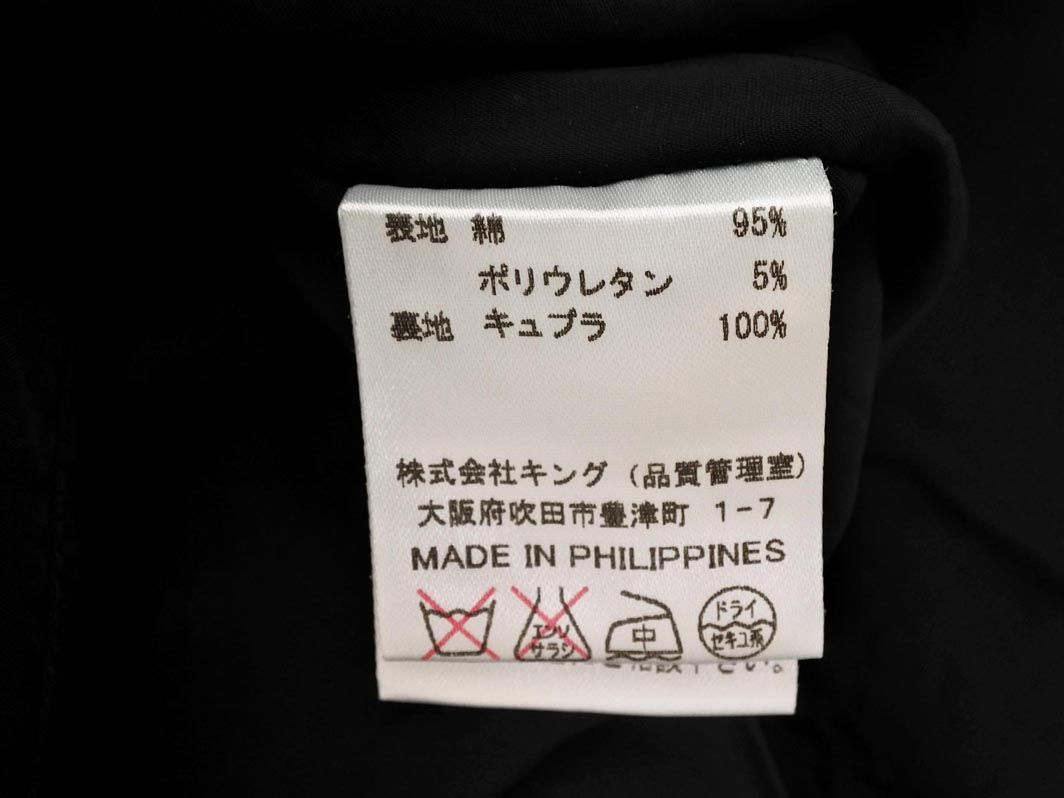 表地 綿 95%
ポリウレタン 5%
裏地 キュプラ 100%
株式会社キング (品質管理室)
大阪府吹田市豊津町 1-7
MADE IN PHILIPPINES
エンソ
サラシ
中
ドライ
セキユ系